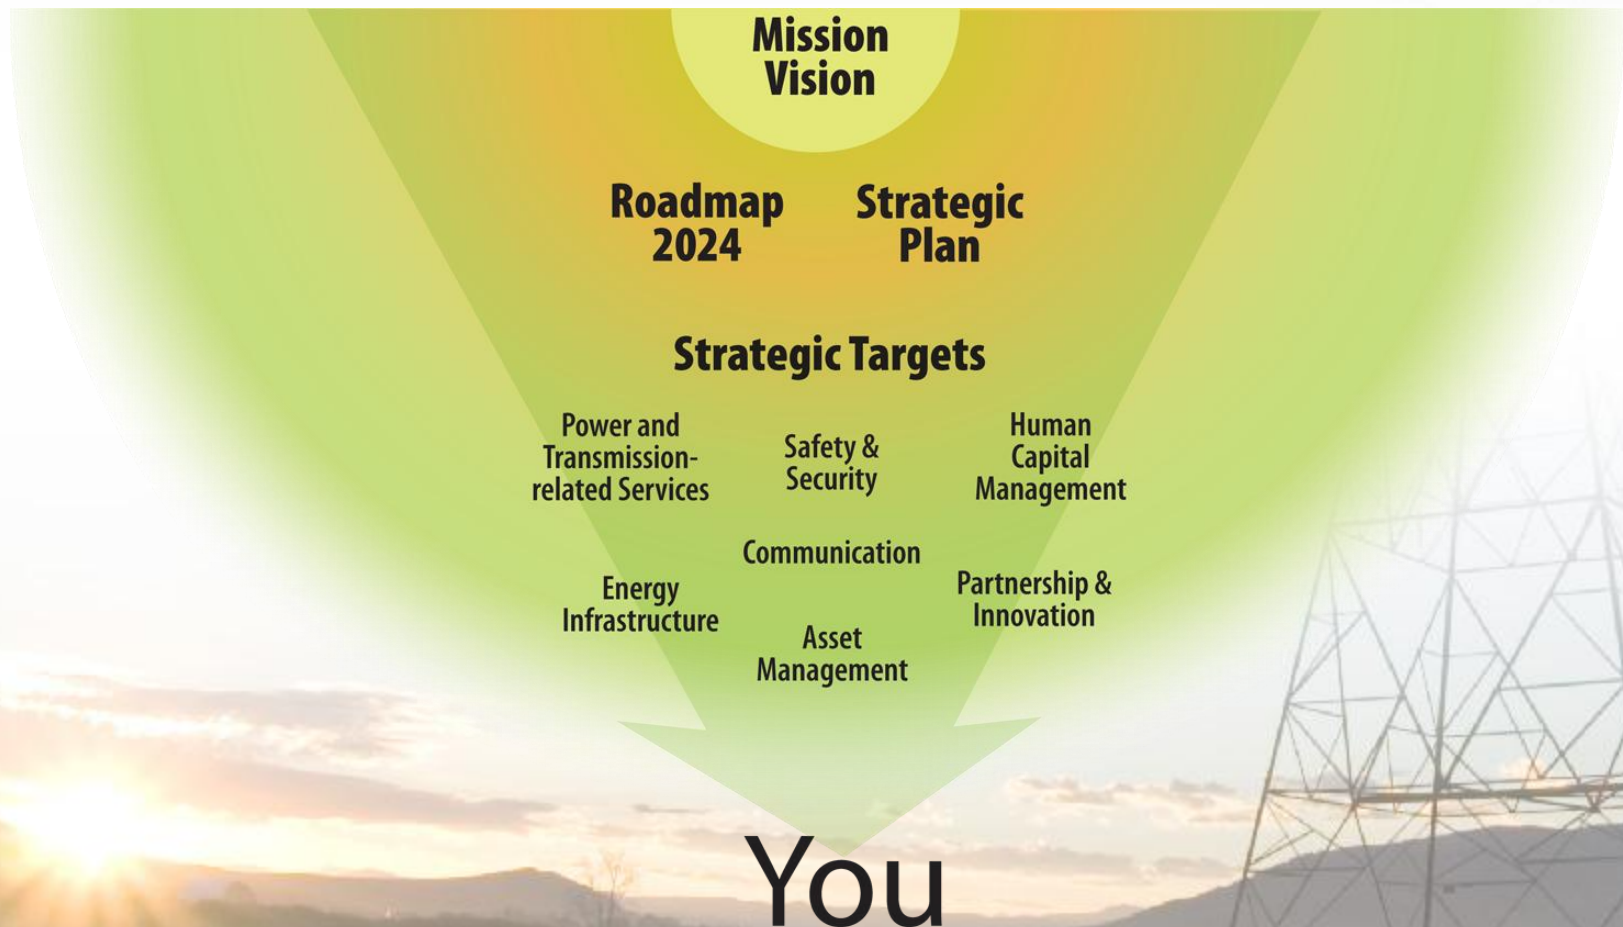 Mission
Vision
Roadmap
2024
Strategic
Plan
Strategic Targets
Power and
Transmission-
related Services
Safety &
Security
Human
Capital
Management
Communication
Energy
Infrastructure
Partnership &
Innovation
Asset
Management
You